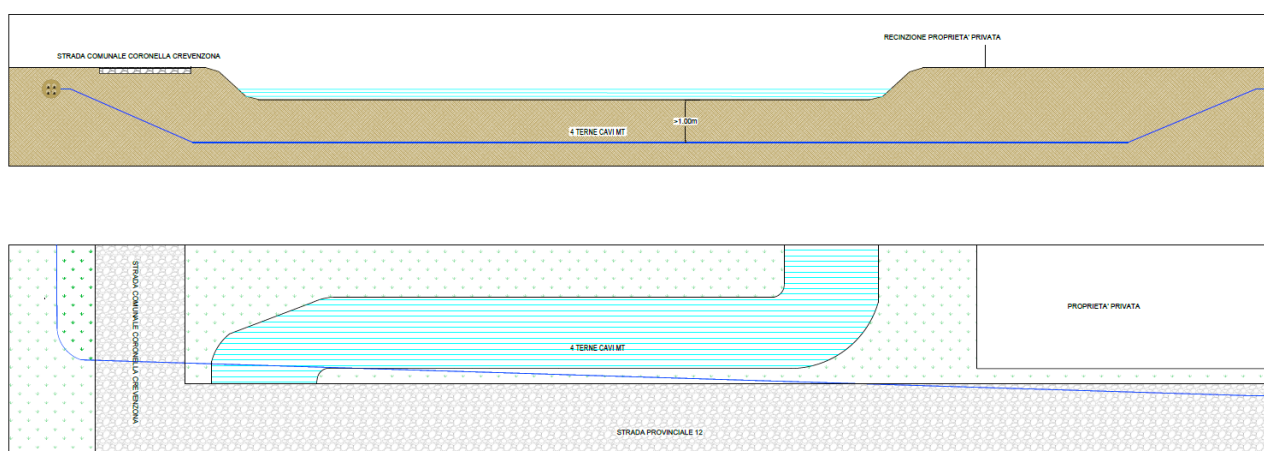 RECINZIONE PROPRIETA' PRIVATA
STRADA COMUNALE CORONELLA CREVENZONA
>1.00m
4 TERNE CAVI MT
STRADA COMUNALE CORONELLA CREVENZONA
PROPRIETA' PRIVATA
4 TERNE CAVI MT
STRADA PROVINCIALE 12